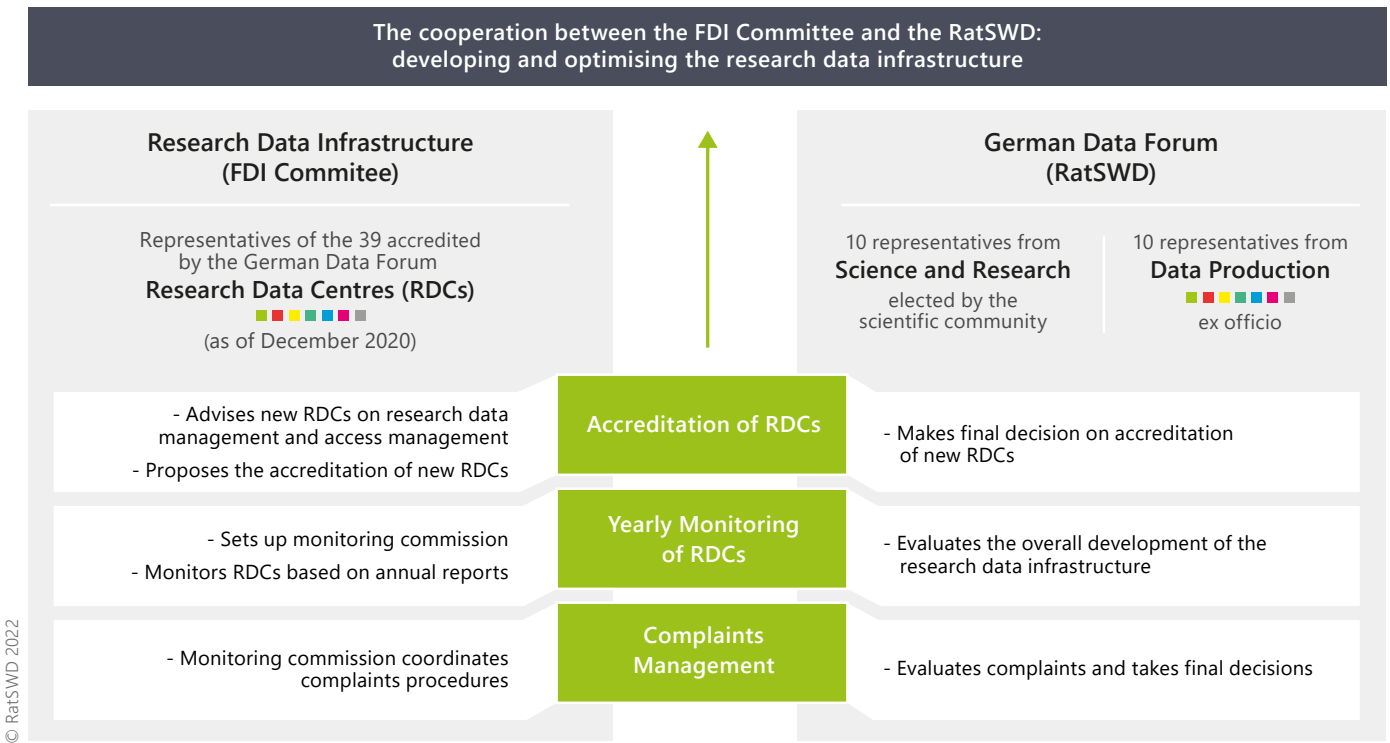 The cooperation between the FDI Committee and the RatSWD:
developing and optimising the research data infrastructure
Research Data Infrastructure
(FDI Commitee)
Representatives of the 39 accredited
by the German Data Forum
Research Data Centres (RDCs)
(as of December 2020)
German Data Forum
(RatSWD)
10 representatives from
Science and Research
elected by the
scientific community
10 representatives from
Data Production
ex officio
- Advises new RDCs on research data
management and access management
- Proposes the accreditation of new RDCs
Accreditation of RDCs
- Makes final decision on accreditation
of new RDCs
- Sets up monitoring commission
- Monitors RDCs based on annual reports
Yearly Monitoring
of RDCs
- Evaluates the overall development of the
research data infrastructure
- Monitoring commission coordinates
complaints procedures
Complaints
Management
- Evaluates complaints and takes final decisions
© RatSWD 2022